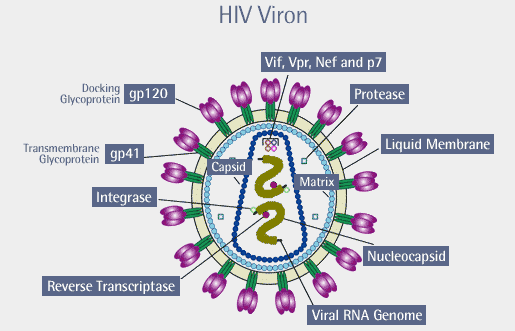 HIV Viron
Vif, Vpr, Nef and p7
Docking
Glycoprotein
gp120
Protease
Transmembrane
Glycoprotein
gp41
Liquid Membrane
Capsid
Matrix
Integrase
Nucleocapsid
Reverse Transcriptase
Viral RNA Genome